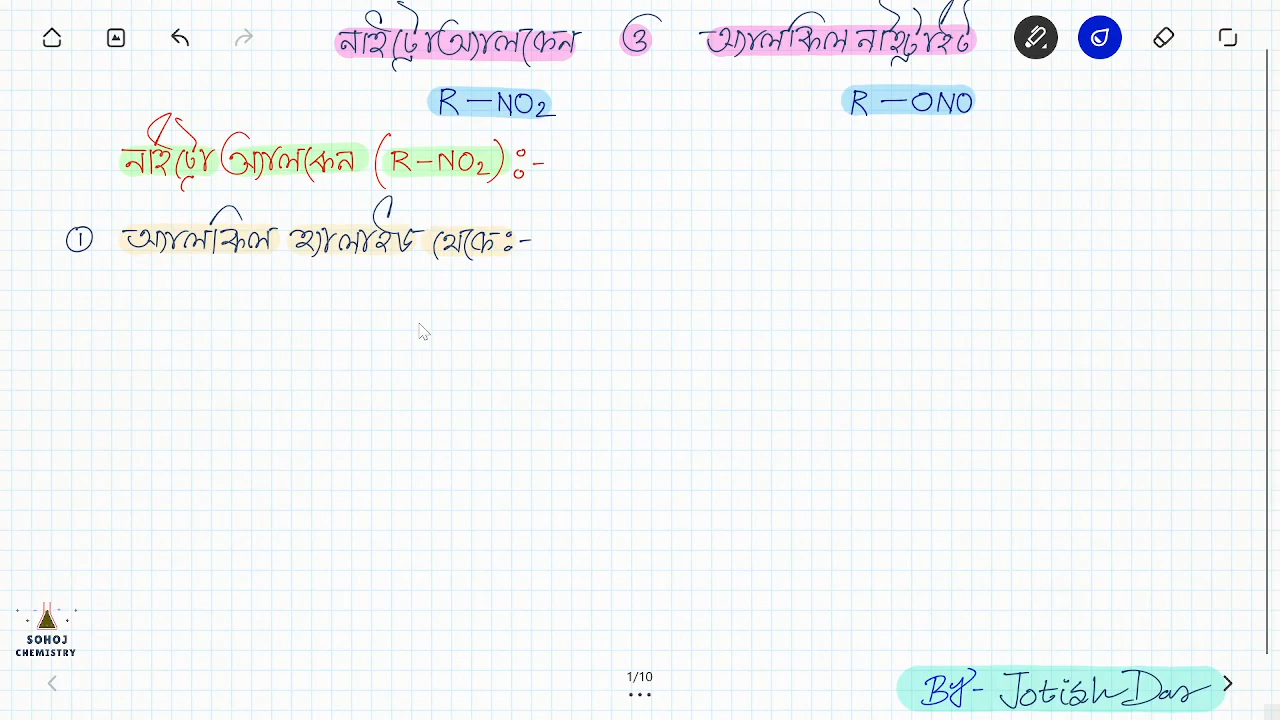 নাইট্রোঅ্যালকেন ও অ্যালকিল নাইট্রাইট
R-NO2 R-ONO
নাইট্রো অ্যালকেন (R-NO2) :-
① অ্যালকিল হ্যালাইড থেকে :-
SOHOJ
CHEMISTRY
1/10
BY- Jotish Das